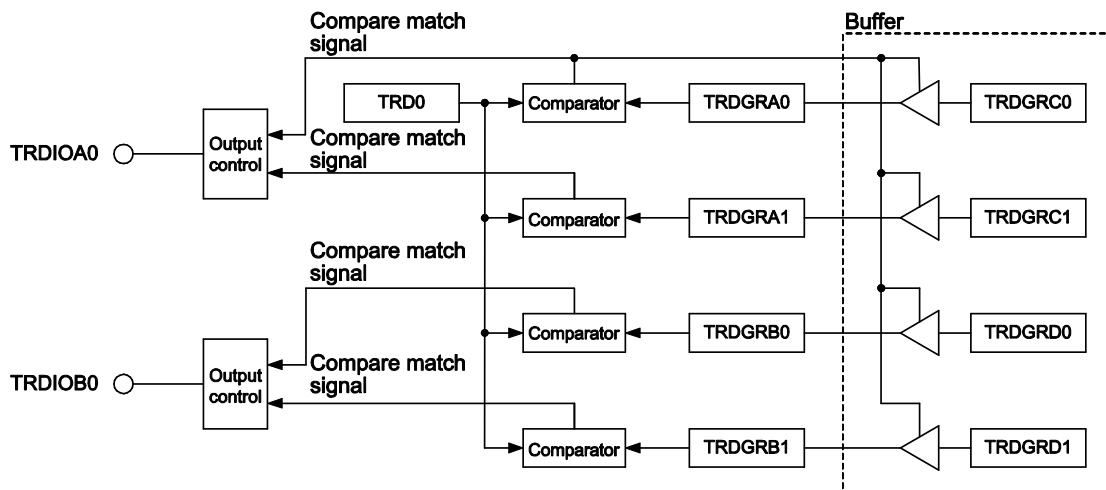 Compare match
signal
Buffer
TRD0
Comparator
TRDGRA0
TRDGRC0
TRDIOA0
Output
control
Compare match
signal
Comparator
TRDGRA1
TRDGRC1
Compare match
signal
Comparator
TRDGRB0
TRDGRD0
TRDIOB0
Output
control
Compare match
signal
Comparator
TRDGRB1
TRDGRD1